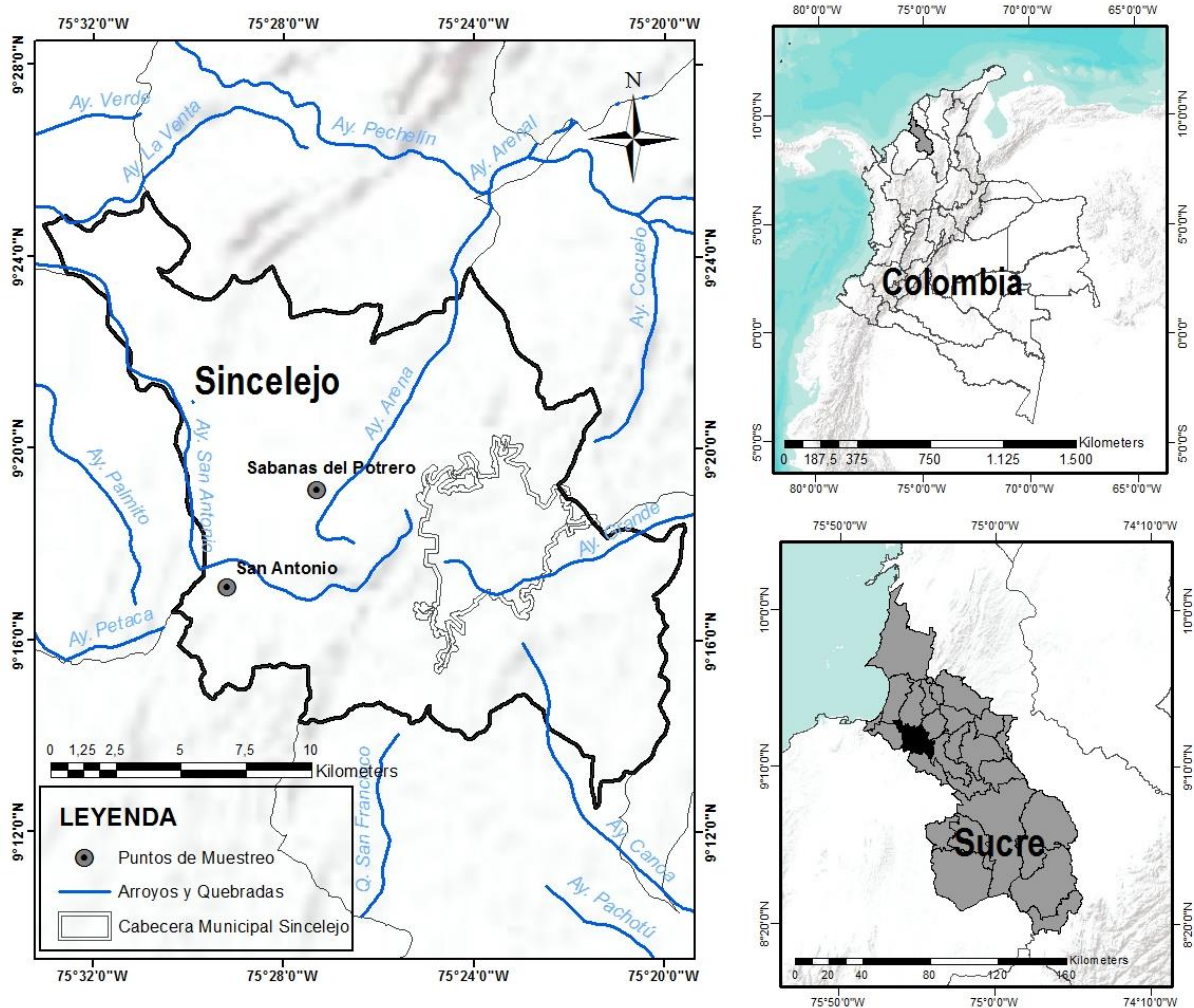 75°32'0"W 75°28'0"W 75°24'0"W 75°20'0"W
9°28'0"N
9°24'0"N
9°20'0"N
9°16'0"N
9°12'0"N
N
Ay. Verde
Ay. La Venta
Ay. Pechelín
Ay. Arenal
Ay. Cocuelo
Sincelejo
Ay. Arena
Sabanas del Potrero
Ay. San Antonio
Ay. Palmito
Ay. Grande
San Antonio
Ay. Petaca
Q. San Francisco
Ay. Canoa
Ay. Pachotú
0 1,25 2,5 5 7,5 10
Kilometers
LEYENDA
Puntos de Muestreo
Arroyos y Quebradas
Cabecera Municipal Sincelejo
9°24'0"N
9°20'0"N
9°16'0"N
9°12'0"N
75°32'0"W 75°28'0"W 75°24'0"W 75°20'0"W
80°0'0"W 75°0'0"W 70°0'0"W 65°0'0"W
10°0'0"N
5°0'0"N
0°0'0"
5°0'0"S
Colombia
0 187,5 375 750 1.125 1.500
Kilometers
10°0'0"N
5°0'0"N
0°0'0"
5°0'0"S
80°0'0"W 75°0'0"W 70°0'0"W 65°0'0"W
75°50'0"W 75°0'0"W 74°10'0"W
10°0'0"N
9°10'0"N
8°20'0"N
Sucre
0 20 40 80 120 160
Kilometers
10°0'0"N
9°10'0"N
8°20'0"N
75°50'0"W 75°0'0"W 74°10'0"W